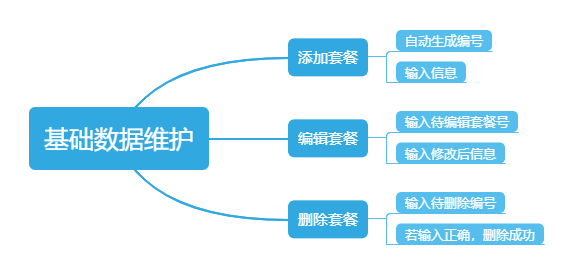 基础数据维护
添加套餐
自动生成编号
输入信息
编辑套餐
输入待编辑套餐号
输入修改后信息
删除套餐
输入待删除编号
若输入正确，删除成功